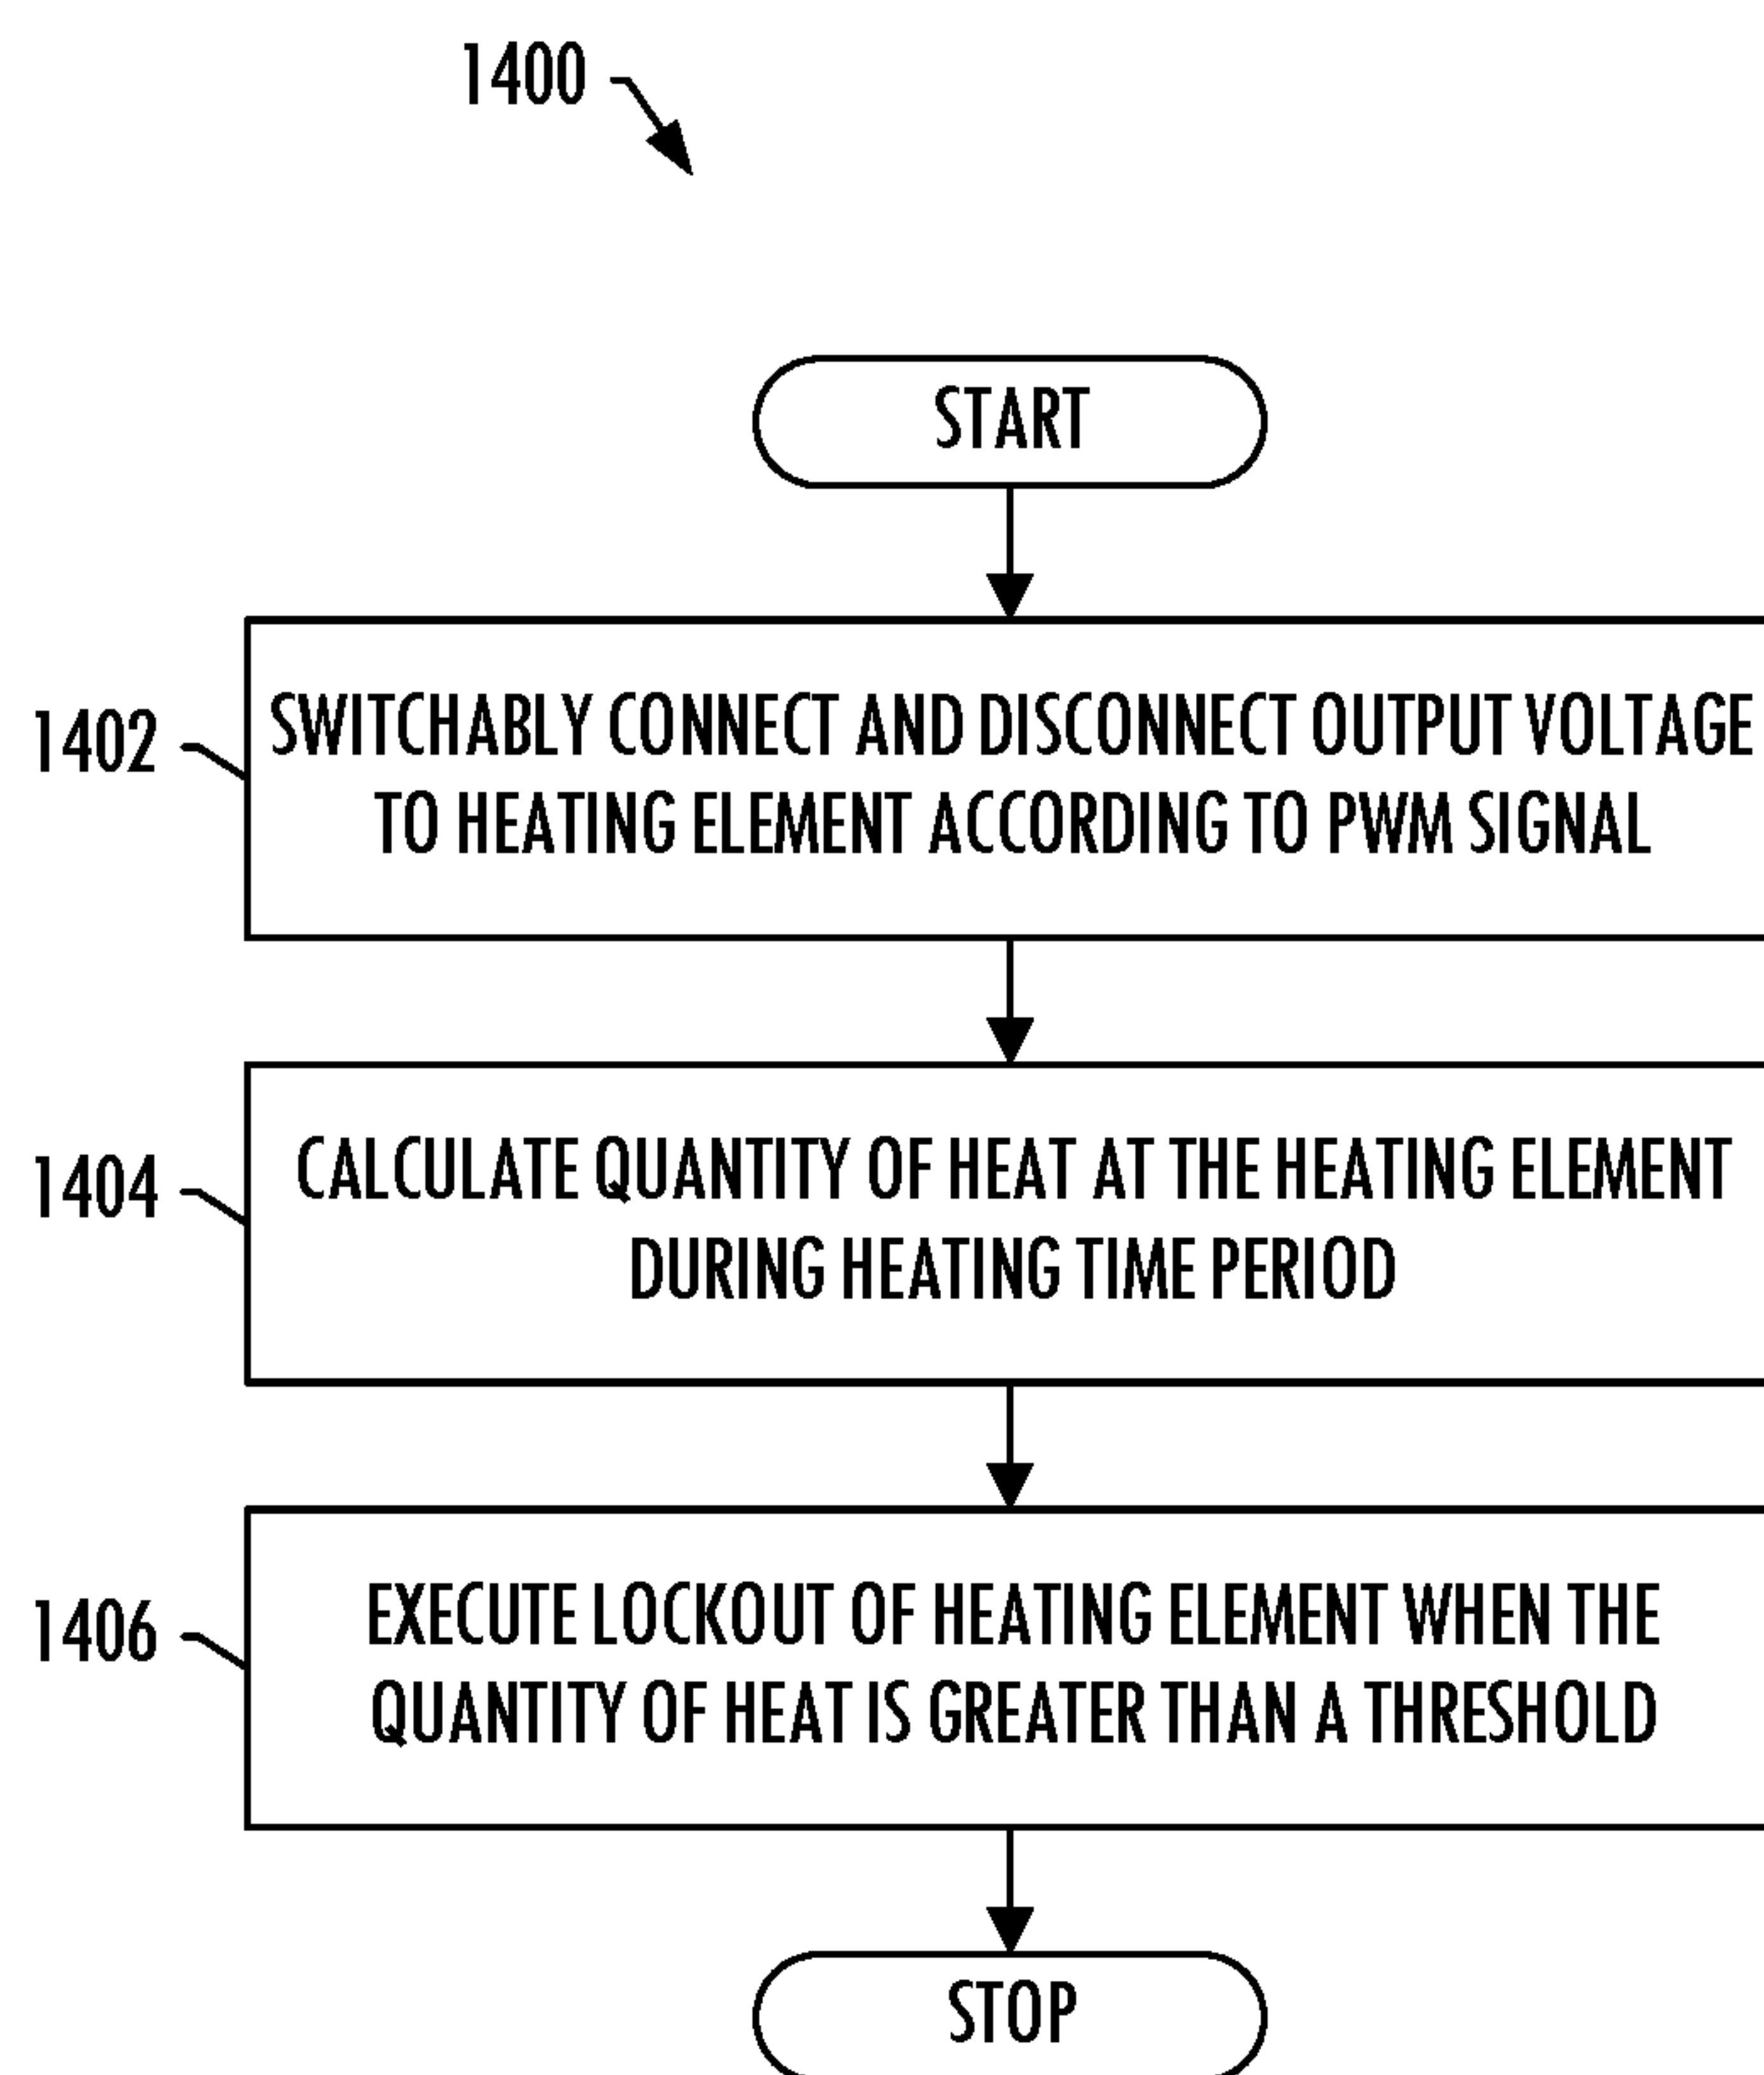 1400
START
1402
SWITCHABLY CONNECT AND DISCONNECT OUTPUT VOLTAGE
TO HEATING ELEMENT ACCORDING TO PWM SIGNAL
1404
CALCULATE QUANTITY OF HEAT AT THE HEATING ELEMENT
DURING HEATING TIME PERIOD
1406
EXECUTE LOCKOUT OF HEATING ELEMENT WHEN THE
QUANTITY OF HEAT IS GREATER THAN A THRESHOLD
STOP